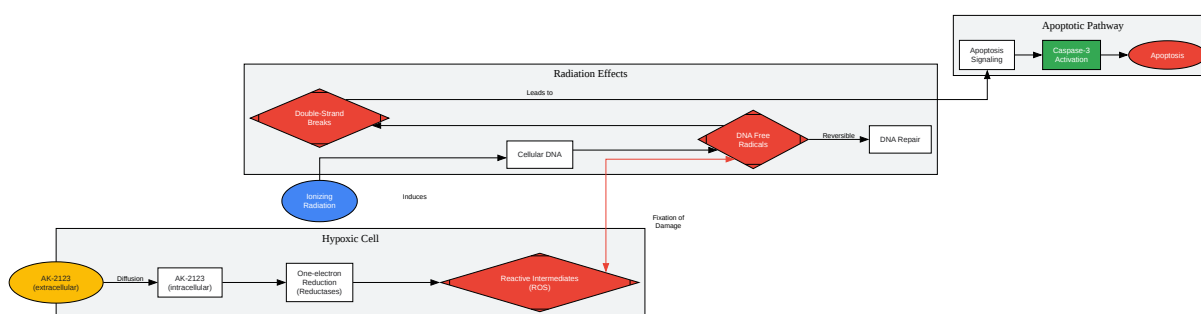 Apoptotic Pathway
Apoptosis
Signaling
Caspase-3
Activation
Apoptosis
Radiation Effects
Leads to
Double-Strand
Breaks
DNA Free
Radicals
Reversible
DNA Repair
Cellular DNA
Ionizing
Radiation
Induces
Fixation of
Damage
Hypoxic Cell
AK-2123
(extracellular)
Diffusion
AK-2123
(intracellular)
One-electron
Reduction
(Reductases)
Reactive Intermediates
(ROS)